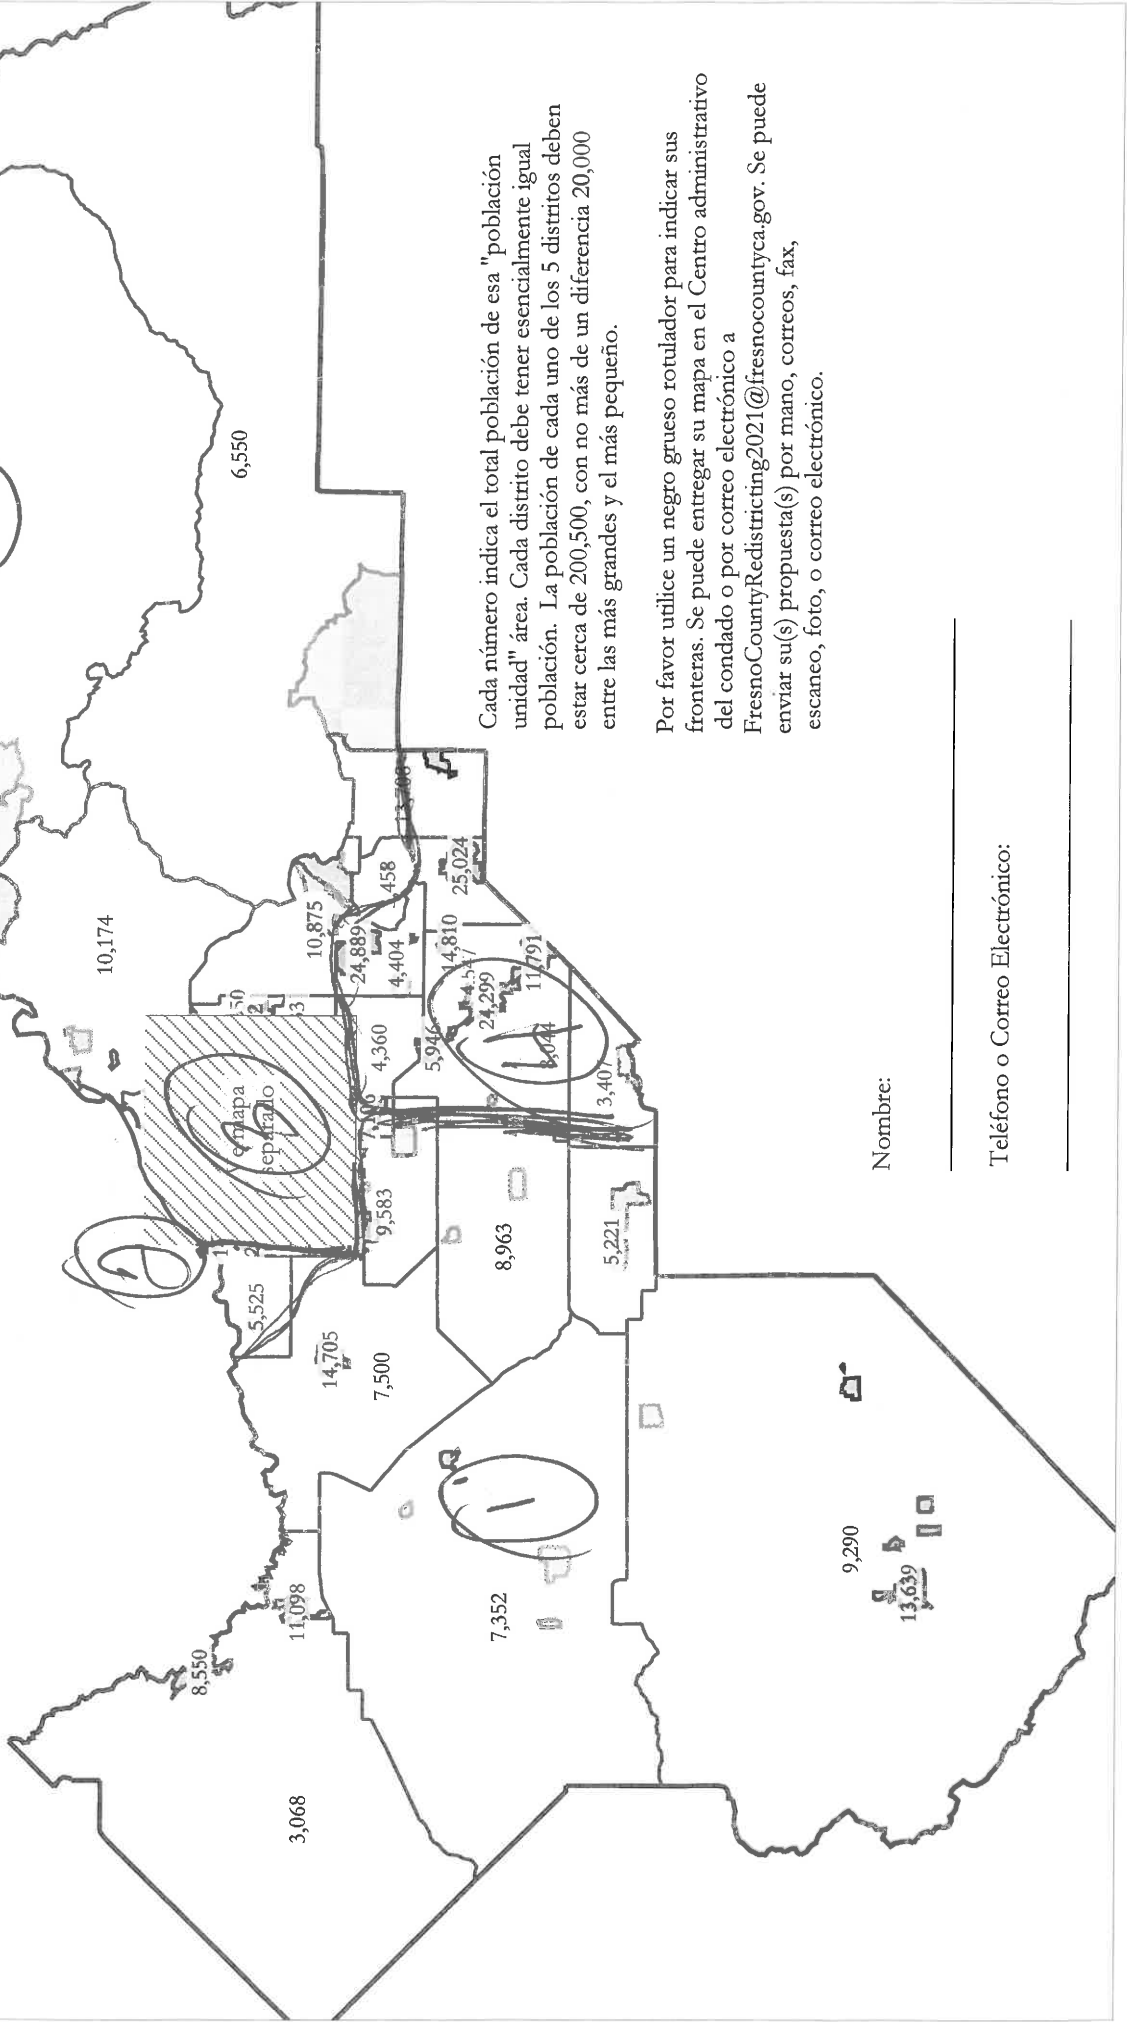 6,550
10,174
10,875
24,889
4,404
14,810
25,024
24,299
11,791
4,360
3,407
Ver mapa
separado
3
2
4
1
1
2
5,525
9,583
8,963
5,221
14,705
7,500
11,098
8,550
7,352
3,068
9,290
13,639
Cada número indica el total población de esa "población
unidad" área. Cada distrito debe tener esencialmente igual
población. La población de cada uno de los 5 distritos deben
estar cerca de 200,500, con no más de un diferencia 20,000
entre las más grandes y el más pequeño.
Por favor utilice un negro grueso rotulador para indicar sus
fronteras. Se puede entregar su mapa en el Centro administrativo
del condado o por correo electrónico a
FresnoCountyRedistricting2021@fresnocountyca.gov. Se puede
enviar su(s) propuesta(s) por mano, correos, fax,
escaneo, foto, o correo electrónico.
Nombre:
Teléfono o Correo Electrónico: